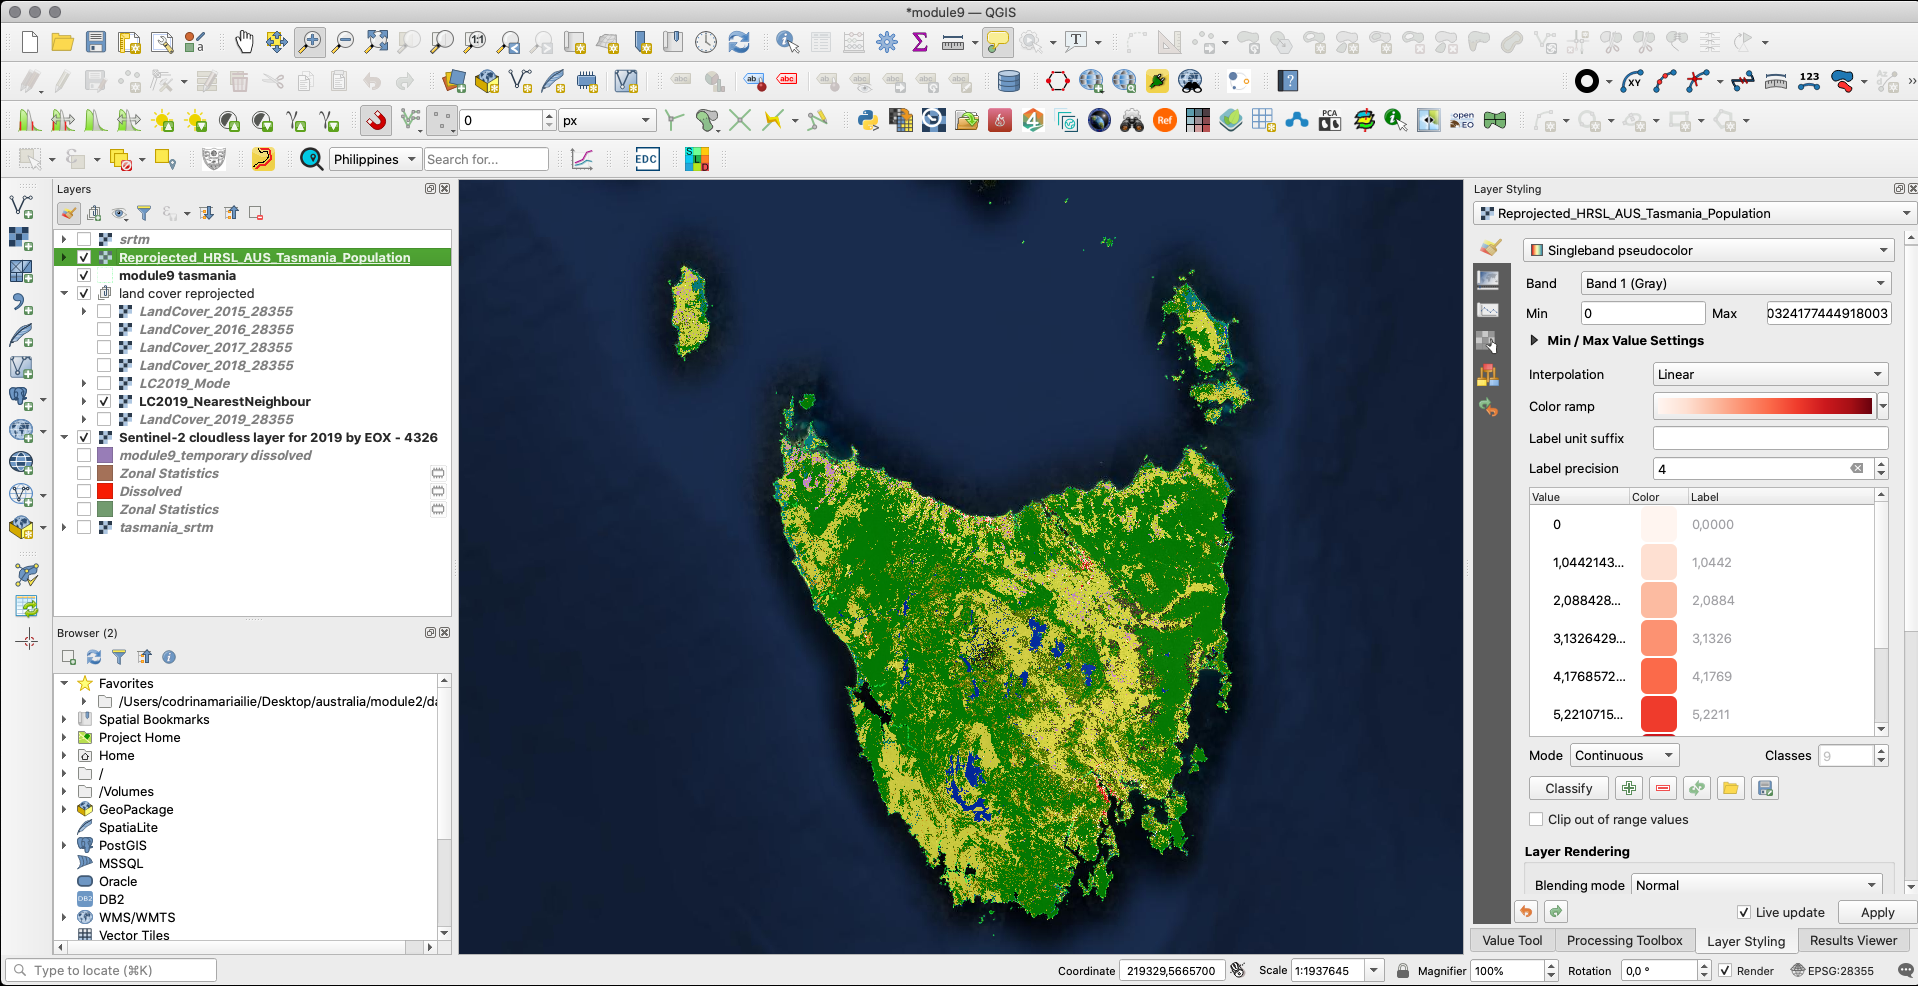 *module9 — QGIS
0
px
Philippines
Search for...
EDC
Ref
PCA
open EO
XY
123
Layers
srtm
Reprojected_HRSL_AUS_Tasmania_Population
module9 tasmania
land cover reprojected
LandCover_2015_28355
LandCover_2016_28355
LandCover_2017_28355
LandCover_2018_28355
LC2019_Mode
LC2019_NearestNeighbour
LandCover_2019_28355
Sentinel-2 cloudless layer for 2019 by EOX - 4326
module9_temporary dissolved
Zonal Statistics
Dissolved
Zonal Statistics
tasmania_srtm
Browser (2)
Favorites
/Users/codrinamariailie/Desktop/australia/module2/da
Spatial Bookmarks
Project Home
Home
/
/Volumes
GeoPackage
SpatiaLite
PostGIS
MSSQL
Oracle
DB2
WMS/WMTS
Vector Tiles
Layer Styling
Reprojected_HRSL_AUS_Tasmania_Population
Singleband pseudocolor
Band
Band 1 (Gray)
Min
0
Max
0324177444918003
Min / Max Value Settings
Interpolation
Linear
Color ramp
Label unit suffix
Label precision
4
Value
Color
Label
0
0,0000
1,0442143...
1,0442
2,088428...
2,0884
3,1326429...
3,1326
4,1768572...
4,1769
5,2210715...
5,2211
Mode
Continuous
Classes
9
Classify
Clip out of range values
Layer Rendering
Blending mode
Normal
Live update
Apply
Value Tool
Processing Toolbox
Layer Styling
Results Viewer
Type to locate (⌘K)
Coordinate
219329,5665700
Scale
1:1937645
Magnifier
100%
Rotation
0,0 °
Render
EPSG:28355